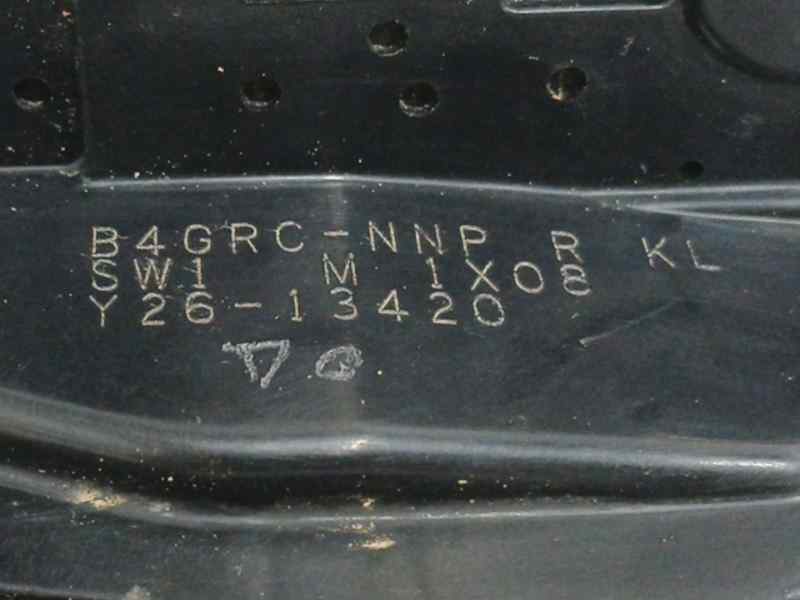 B4GRC-NNP R KL
SW1 M 1X08
Y26-13420